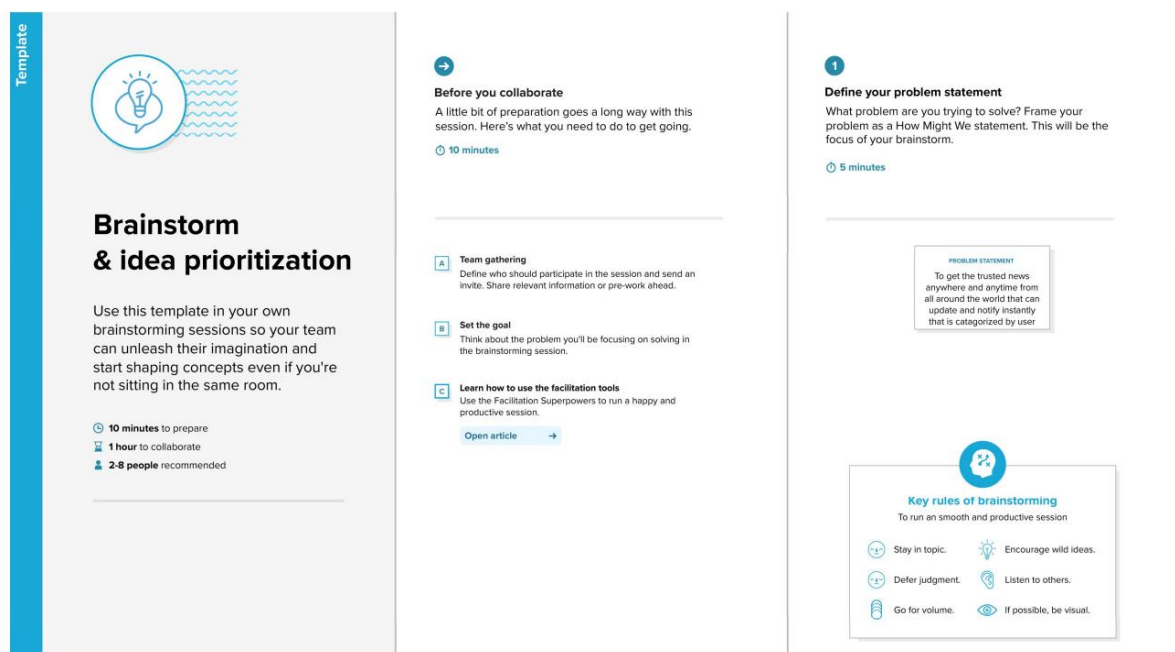 Template
Brainstorm
& idea prioritization
Use this template in your own
brainstorming sessions so your team
can unleash their imagination and
start shaping concepts even if you're
not sitting in the same room.
10 minutes to prepare
1 hour to collaborate
2-8 people recommended
Before you collaborate
A little bit of preparation goes a long way with this
session. Here's what you need to do to get going.
10 minutes
A
Team gathering
Define who should participate in the session and send an
invite. Share relevant information or pre-work ahead.
B
Set the goal
Think about the problem you'll be focusing on solving in
the brainstorming session.
C
Learn how to use the facilitation tools
Use the Facilitation Superpowers to run a happy and
productive session.
Open article
1
Define your problem statement
What problem are you trying to solve? Frame your
problem as a How Might We statement. This will be the
focus of your brainstorm.
5 minutes
PROBLEM STATEMENT
To get the trusted news
anywhere and anytime from
all around the world that can
update and notify instantly
that is catagorized by user
Key rules of brainstorming
To run an smooth and productive session
Stay in topic.
Encourage wild ideas.
Defer judgment.
Listen to others.
Go for volume.
If possible, be visual.